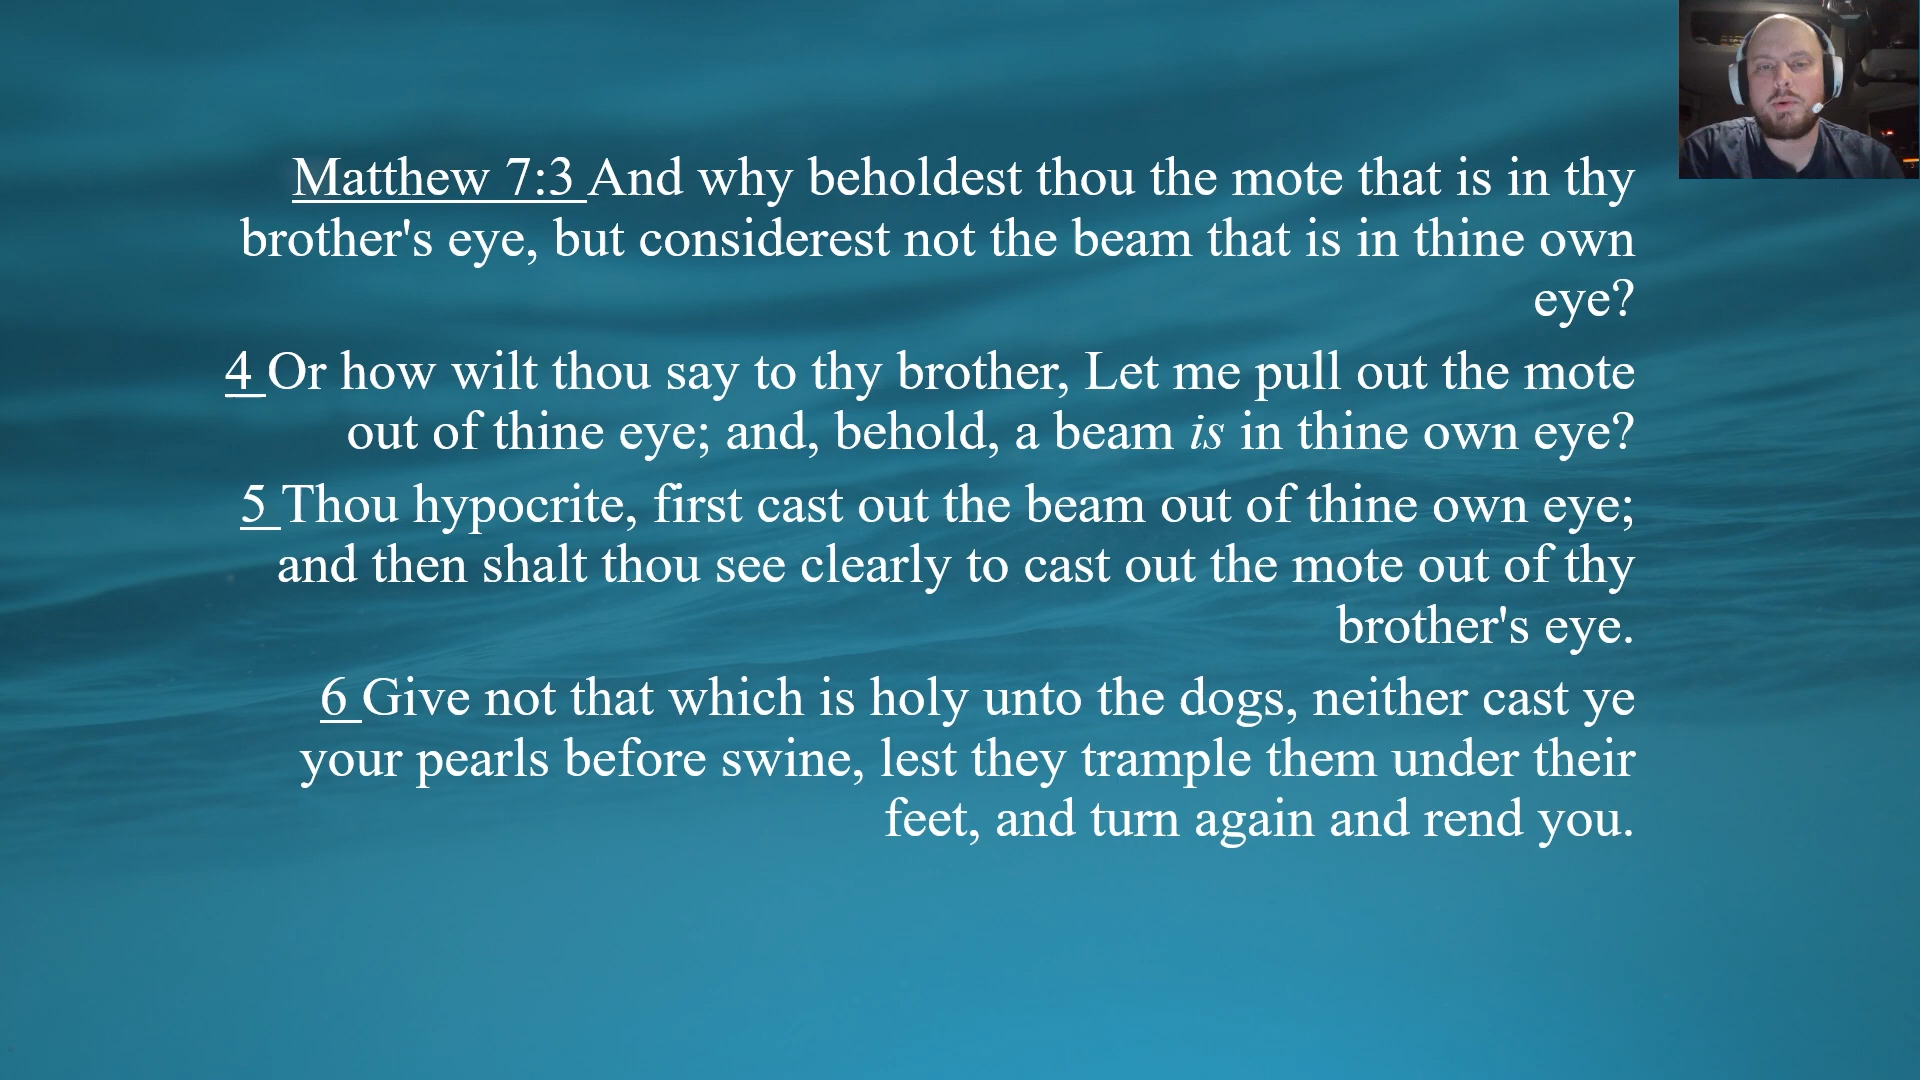 Matthew 7:3 And why beholdest thou the mote that is in thy
brother's eye, but considerest not the beam that is in thine own
eye?
4 Or how wilt thou say to thy brother, Let me pull out the mote
out of thine eye; and, behold, a beam is in thine own eye?
5 Thou hypocrite, first cast out the beam out of thine own eye;
and then shalt thou see clearly to cast out the mote out of thy
brother's eye.
6 Give not that which is holy unto the dogs, neither cast ye
your pearls before swine, lest they trample them under their
feet, and turn again and rend you.